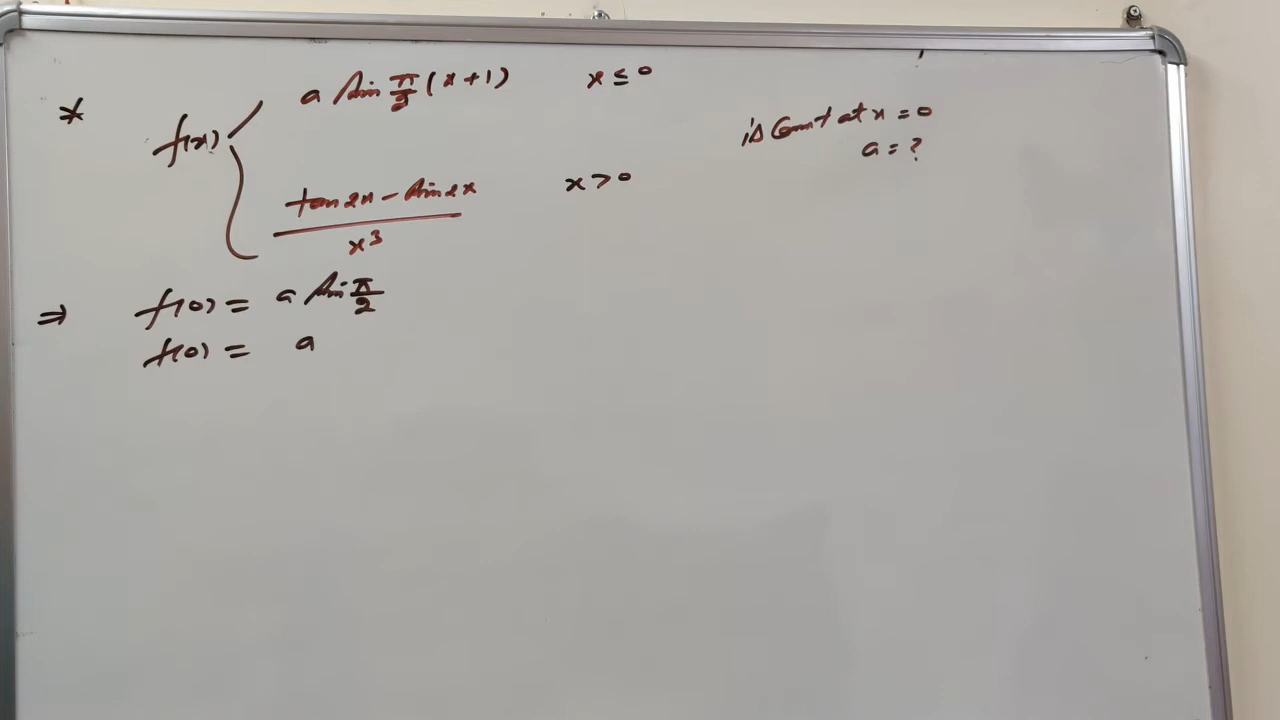 * f(x) { a sin π/2 (x+1) x ≤ 0
tan 2x - sin 2x / x³ x > 0
is Cont at x = 0
a = ?
⇒ f(0) = a sin π/2
f(0) = a